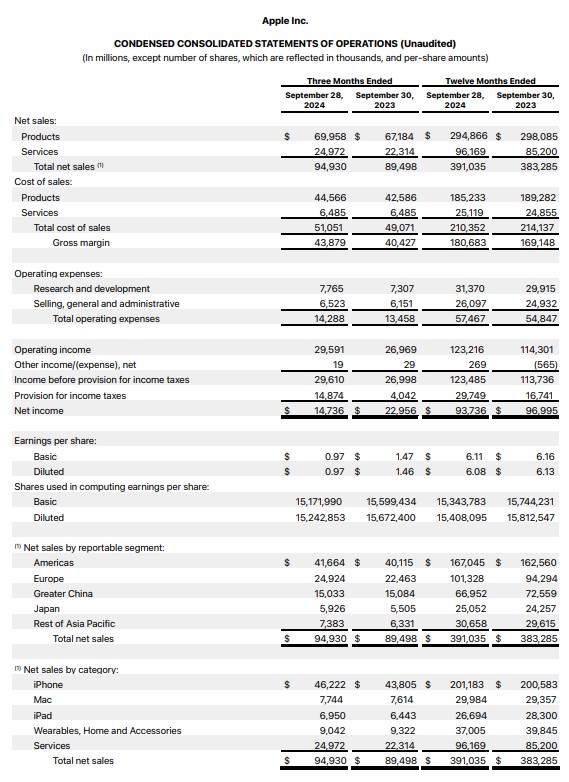 Apple Inc.
CONDENSED CONSOLIDATED STATEMENTS OF OPERATIONS (Unaudited)
(In millions, except number of shares, which are reflected in thousands, and per-share amounts)
Three Months Ended Twelve Months Ended
September 28, 2024 September 30, 2023 September 28, 2024 September 30, 2023
Net sales:
Products $ 69,958 $ 67,184 $ 294,866 $ 298,085
Services 24,972 22,314 96,169 85,200
Total net sales (1) 94,930 89,498 391,035 383,285
Cost of sales:
Products 44,566 42,586 185,233 189,282
Services 6,485 6,485 25,119 24,855
Total cost of sales 51,051 49,071 210,352 214,137
Gross margin 43,879 40,427 180,683 169,148
Operating expenses:
Research and development 7,765 7,307 31,370 29,915
Selling, general and administrative 6,523 6,151 26,097 24,932
Total operating expenses 14,288 13,458 57,467 54,847
Operating income 29,591 26,969 123,216 114,301
Other income/(expense), net 19 29 269 (565)
Income before provision for income taxes 29,610 26,998 123,485 113,736
Provision for income taxes 14,874 4,042 29,749 16,741
Net income $ 14,736 $ 22,956 $ 93,736 $ 96,995
Earnings per share:
Basic $ 0.97 $ 1.47 $ 6.11 $ 6.16
Diluted $ 0.97 $ 1.46 $ 6.08 $ 6.13
Shares used in computing earnings per share:
Basic 15,171,990 15,599,434 15,343,783 15,744,231
Diluted 15,242,853 15,672,400 15,408,095 15,812,547
(1) Net sales by reportable segment:
Americas $ 41,664 $ 40,115 $ 167,045 $ 162,560
Europe 24,924 22,463 101,328 94,294
Greater China 15,033 15,084 66,952 72,559
Japan 5,926 5,505 25,052 24,257
Rest of Asia Pacific 7,383 6,331 30,658 29,615
Total net sales $ 94,930 $ 89,498 $ 391,035 $ 383,285
(1) Net sales by category:
iPhone $ 46,222 $ 43,805 $ 201,183 $ 200,583
Mac 7,744 7,614 29,984 29,357
iPad 6,950 6,443 26,694 28,300
Wearables, Home and Accessories 9,042 9,322 37,005 39,845
Services 24,972 22,314 96,169 85,200
Total net sales $ 94,930 $ 89,498 $ 391,035 $ 383,285